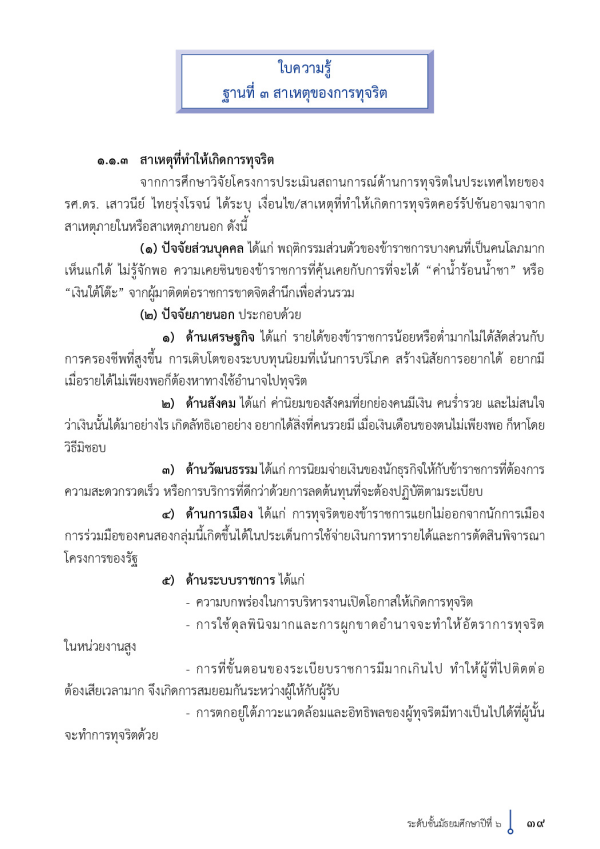 ใบความรู้
ฐานที่ ๓ สาเหตุของการทุจริต
๑.๑.๓ สาเหตุที่ทำให้เกิดการทุจริต
จากการศึกษาวิจัยโครงการประเมินสถานการณ์ด้านการทุจริตในประเทศไทยของ
รศ.ดร. เสาวนีย์ ไทยรุ่งโรจน์ ได้ระบุ เงื่อนไข/สาเหตุที่ทำให้เกิดการทุจริตคอร์รัปชันอาจมาจาก
สาเหตุภายในหรือสาเหตุภายนอก ดังนี้
(๑) ปัจจัยส่วนบุคคล ได้แก่ พฤติกรรมส่วนตัวของข้าราชการบางคนที่เป็นคนโลภมาก
เห็นแก่ได้ ไม่รู้จักพอ ความเคยชินของข้าราชการที่คุ้นเคยกับการที่จะได้ “ค่าน้ำร้อนน้ำชา” หรือ
“เงินใต้โต๊ะ” จากผู้มาติดต่อราชการขาดจิตสำนึกเพื่อส่วนรวม
(๒) ปัจจัยภายนอก ประกอบด้วย
๑) ด้านเศรษฐกิจ ได้แก่ รายได้ของข้าราชการน้อยหรือต่ำมากไม่ได้สัดส่วนกับ
การครองชีพที่สูงขึ้น การเติบโตของระบบทุนนิยมที่เน้นการบริโภค สร้างนิสัยการอยากได้ อยากมี
เมื่อรายได้ไม่เพียงพอก็ต้องหาทางใช้อำนาจไปทุจริต
๒) ด้านสังคม ได้แก่ ค่านิยมของสังคมที่ยกย่องคนมีเงิน คนร่ำรวย และไม่สนใจ
ว่าเงินนั้นได้มาอย่างไร เกิดลัทธิเอาอย่าง อยากได้สิ่งที่คนรวยมี เมื่อเงินเดือนของตนไม่เพียงพอ ก็หาโดย
วิธีมิชอบ
๓) ด้านวัฒนธรรม ได้แก่ การนิยมจ่ายเงินของนักธุรกิจให้กับข้าราชการที่ต้องการ
ความสะดวกรวดเร็ว หรือการบริการที่ดีกว่าด้วยการลดต้นทุนที่จะต้องปฏิบัติตามระเบียบ
๔) ด้านการเมือง ได้แก่ การทุจริตของข้าราชการแยกไม่ออกจากนักการเมือง
การร่วมมือของคนสองกลุ่มนี้เกิดขึ้นได้ในประเด็นการใช้จ่ายเงินการหารายได้และการตัดสินพิจารณา
โครงการของรัฐ
๕) ด้านระบบราชการ ได้แก่
- ความบกพร่องในการบริหารงานเปิดโอกาสให้เกิดการทุจริต
- การใช้ดุลพินิจมากและการผูกขาดอำนาจจะทำให้อัตราการทุจริต
ในหน่วยงานสูง
- การที่ขั้นตอนของระเบียบราชการมีมากเกินไป ทำให้ผู้ที่ไปติดต่อ
ต้องเสียเวลามาก จึงเกิดการสมยอมกันระหว่างผู้ให้กับผู้รับ
- การตกอยู่ใต้ภาวะแวดล้อมและอิทธิพลของผู้ทุจริตมีทางเป็นไปได้ที่ผู้นั้น
จะทำการทุจริตด้วย
ระดับชั้นมัธยมศึกษาปีที่ ๖ ๓๙